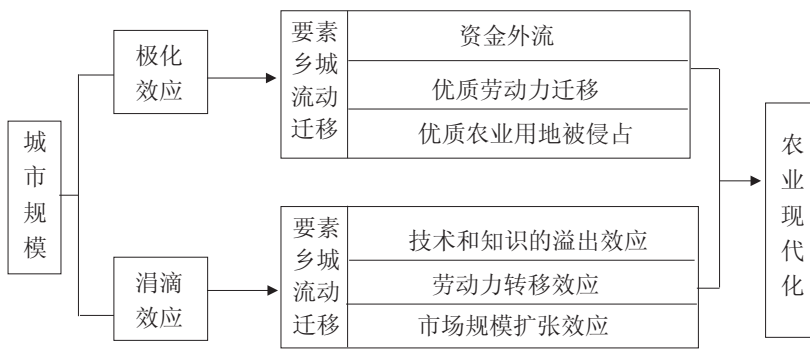 城市规模
极化
效应
要素
乡城
流动
迁移
资金外流
优质劳动力迁移
优质农业用地被侵占
涓滴
效应
要素
乡城
流动
迁移
技术和知识的溢出效应
劳动力转移效应
市场规模扩张效应
农业现代化